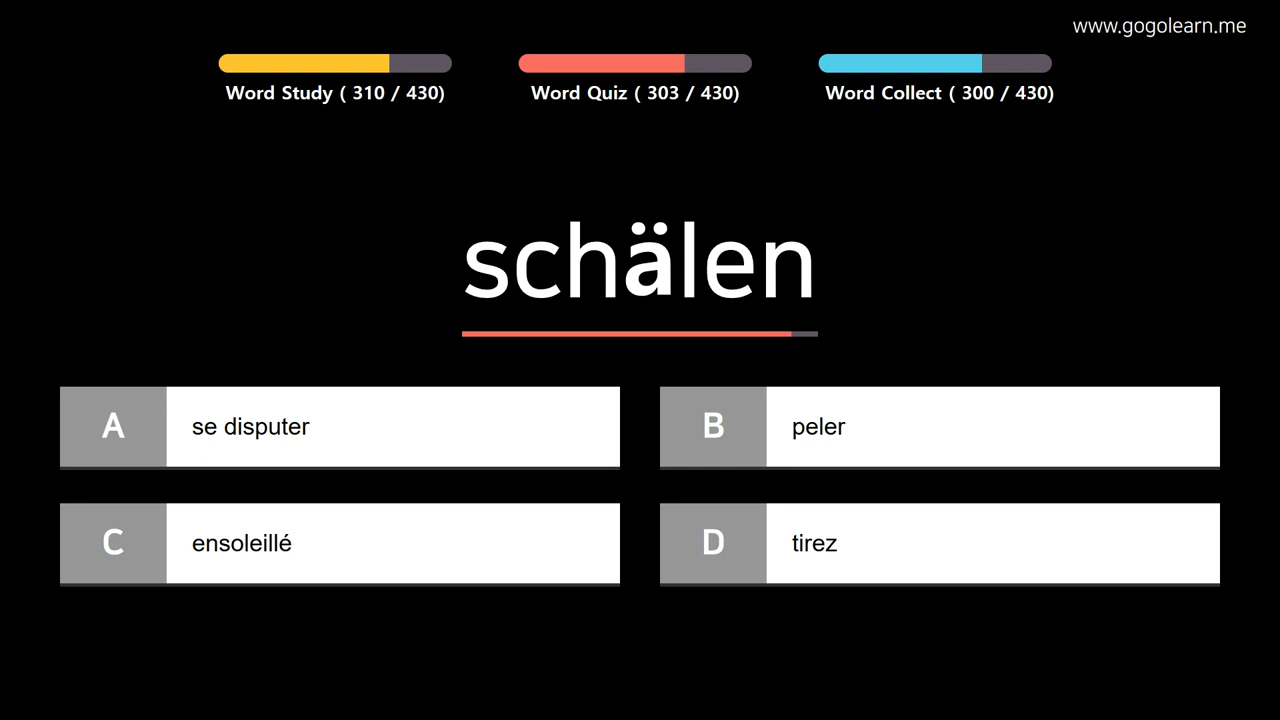 www.gogolearn.me
Word Study ( 310 / 430)
Word Quiz ( 303 / 430)
Word Collect ( 300 / 430)
schälen
A se disputer
B peler
C ensoleillé
D tirez